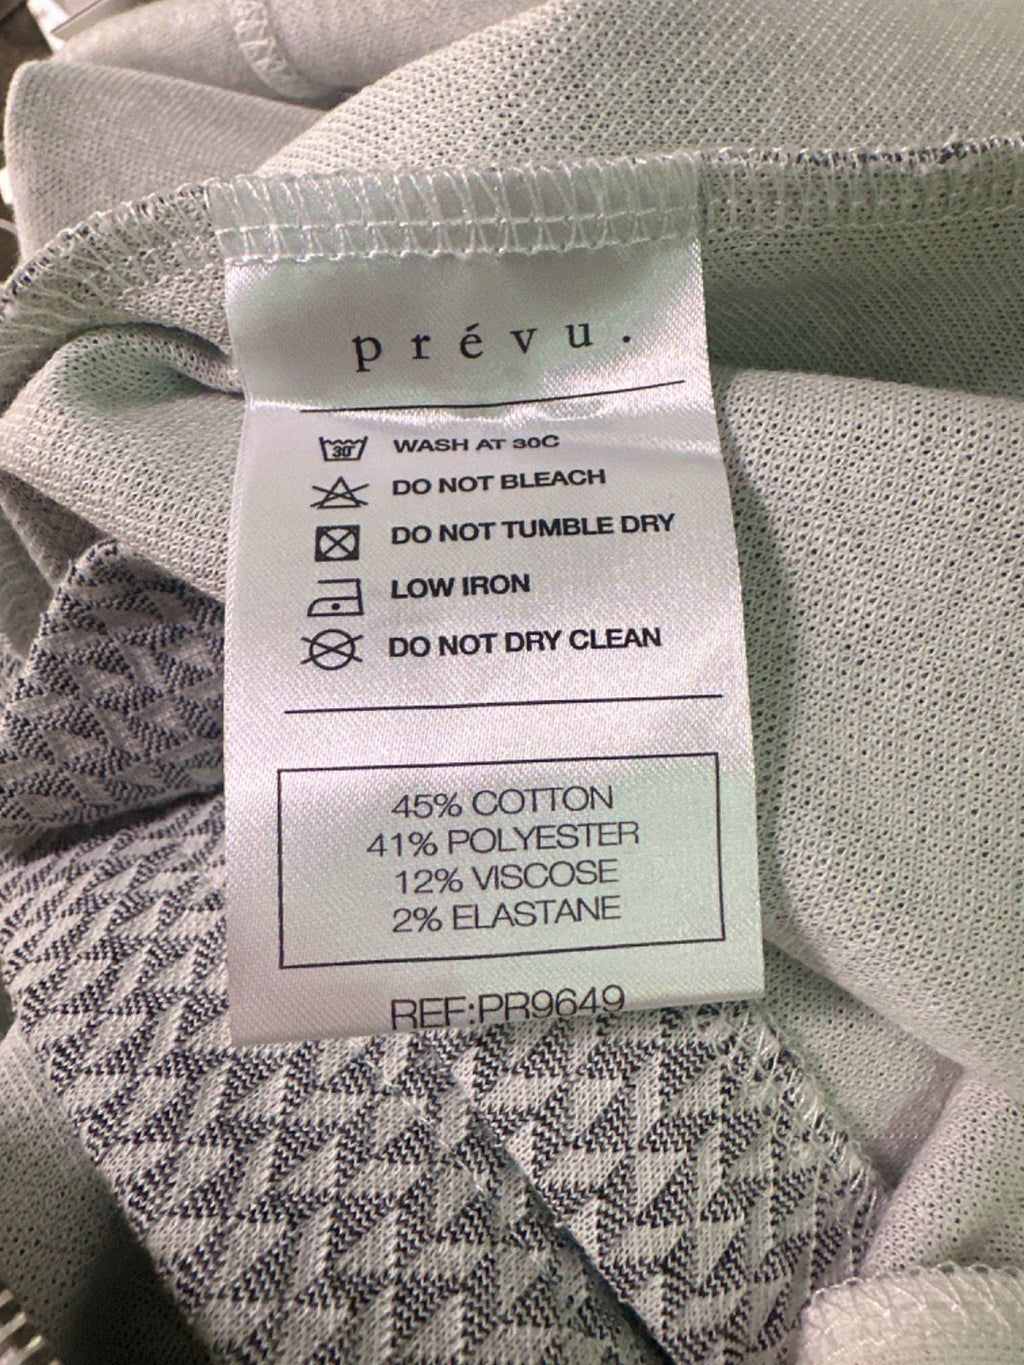 prévu.
30°
WASH AT 30C
DO NOT BLEACH
DO NOT TUMBLE DRY
LOW IRON
DO NOT DRY CLEAN
45% COTTON
41% POLYESTER
12% VISCOSE
2% ELASTANE
REF:PR9649